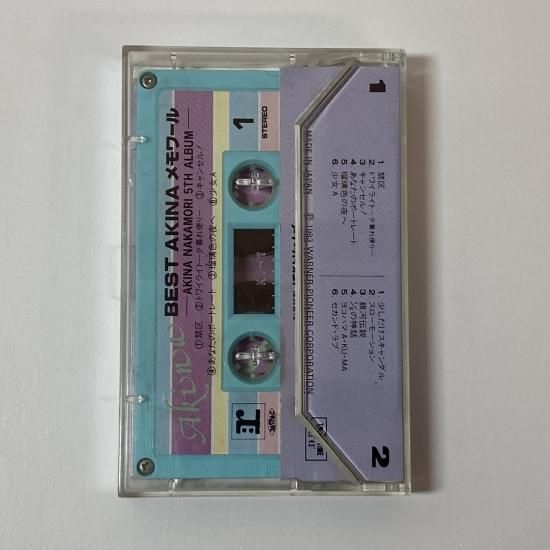 BEST AKINA メモワール
—AKINA NAKAMORI 5TH ALBUM—
①禁区 ②トワイライト-夕暮れ便り- ③キャンセル!
④あなたのポートレート ⑤瑠璃色の夜へ ⑥少女A
1
STEREO
Akina
1
1 禁区
2 トワイライト-夕暮れ便り-
3 キャンセル!
4 あなたのポートレート
5 瑠璃色の夜へ
6 少女A
1 少しだけスキャンダル
2 スローモーション
3 銀河伝説
4 ½の神話
5 ヨコハマA・KU・MA
6 セカンド・ラブ
2
MADE IN JAPAN
Ⓟ 1983 WARNER-PIONEER CORPORATION